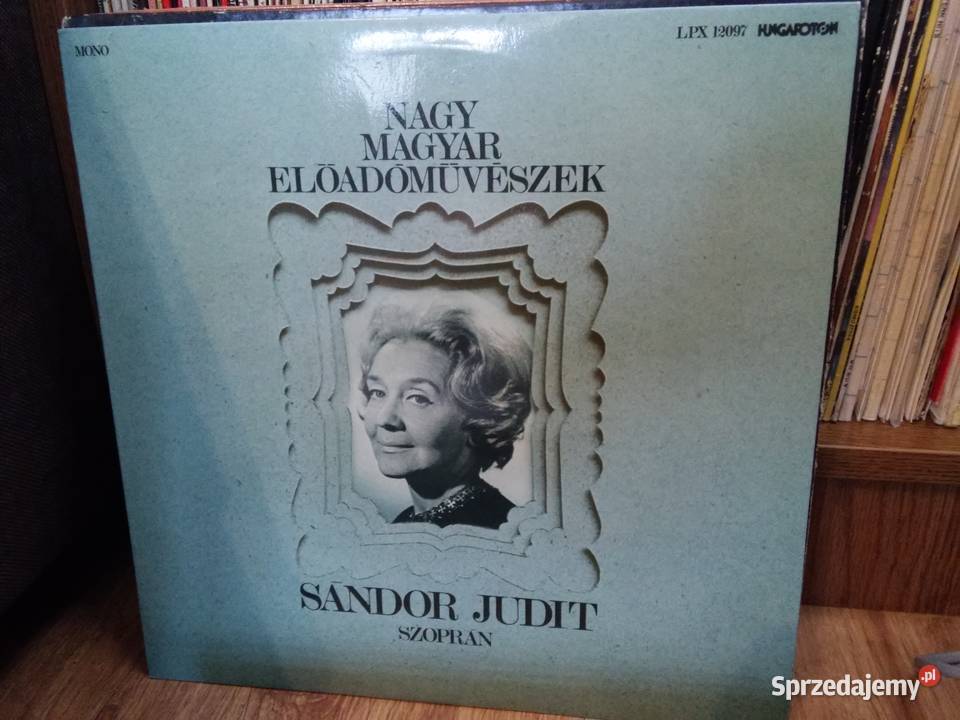 MONO
LPX 12097 HUNGAROTON
NAGY
MAGYAR
ELŐADÓMŰVÉSZEK
SÁNDOR JUDIT
SZOPRÁN
Sprzedajemy.pl